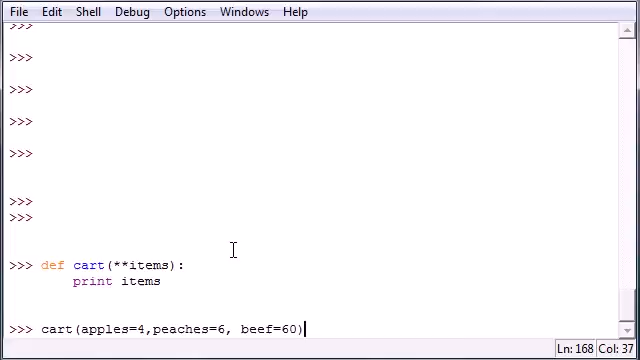 File Edit Shell Debug Options Windows Help
>>>
>>>
>>>
>>>
>>>
>>>
>>>
>>> def cart(**items):
print items
>>> cart(apples=4,peaches=6, beef=60)
Ln: 168 Col: 37